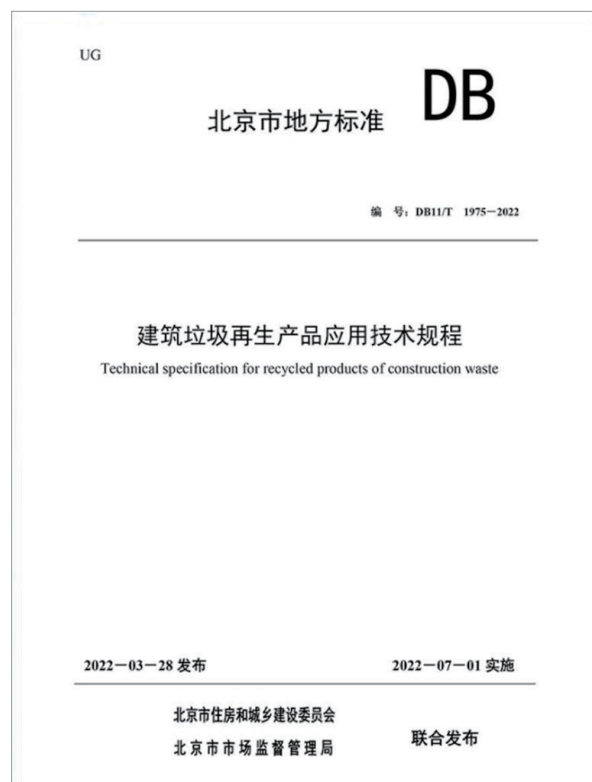 UG
北京市地方标准 DB
编 号：DB11/T 1975－2022
建筑垃圾再生产品应用技术规程
Technical specification for recycled products of construction waste
2022－03－28 发布 2022－07－01 实施
北京市住房和城乡建设委员会
北京市市场监督管理局 联合发布